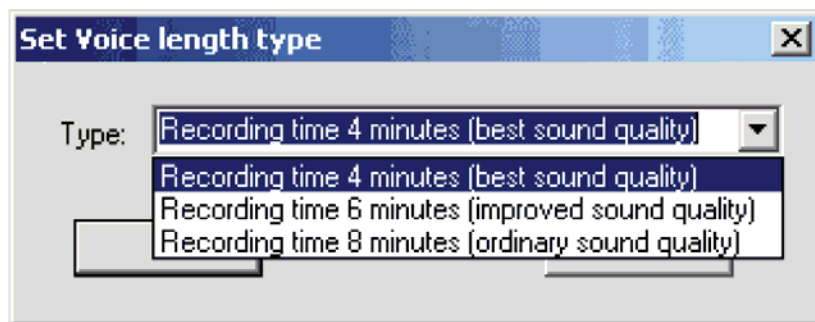 Set Voice length type
Type: Recording time 4 minutes (best sound quality)
Recording time 4 minutes (best sound quality)
Recording time 6 minutes (improved sound quality)
Recording time 8 minutes (ordinary sound quality)